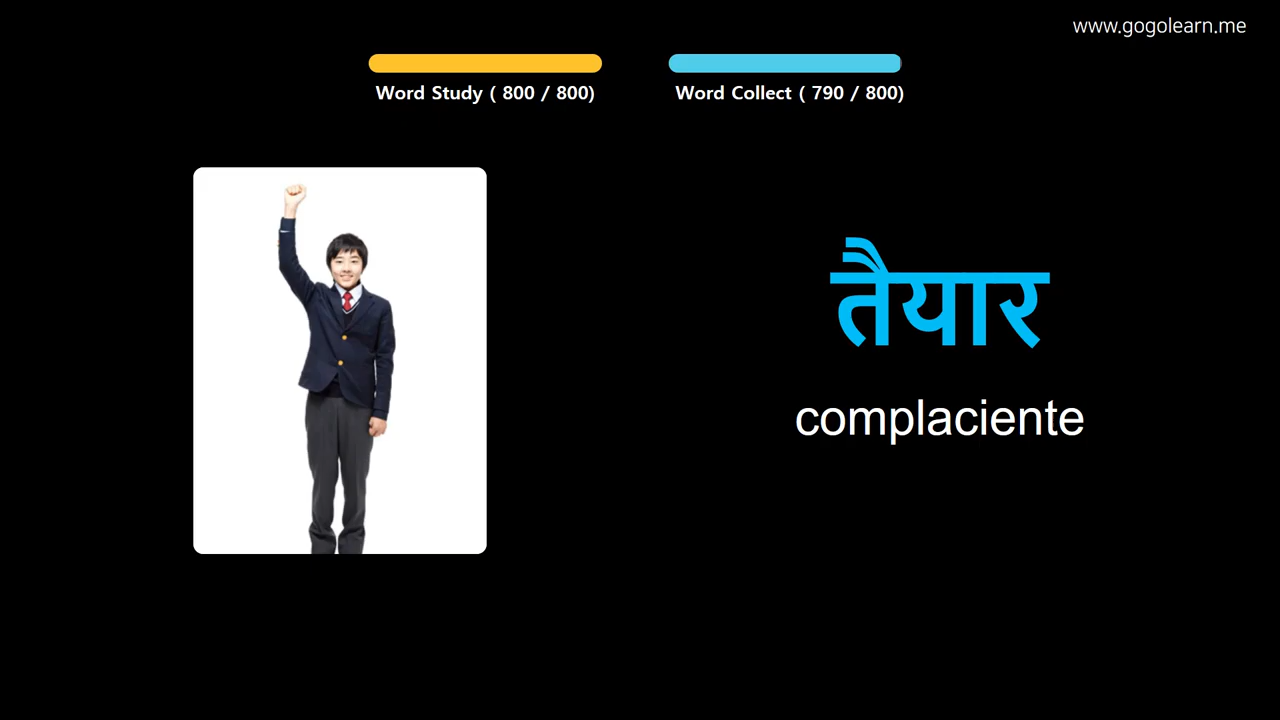 www.gogolearn.me
Word Study ( 800 / 800)
Word Collect ( 790 / 800)
तैयार
complaciente